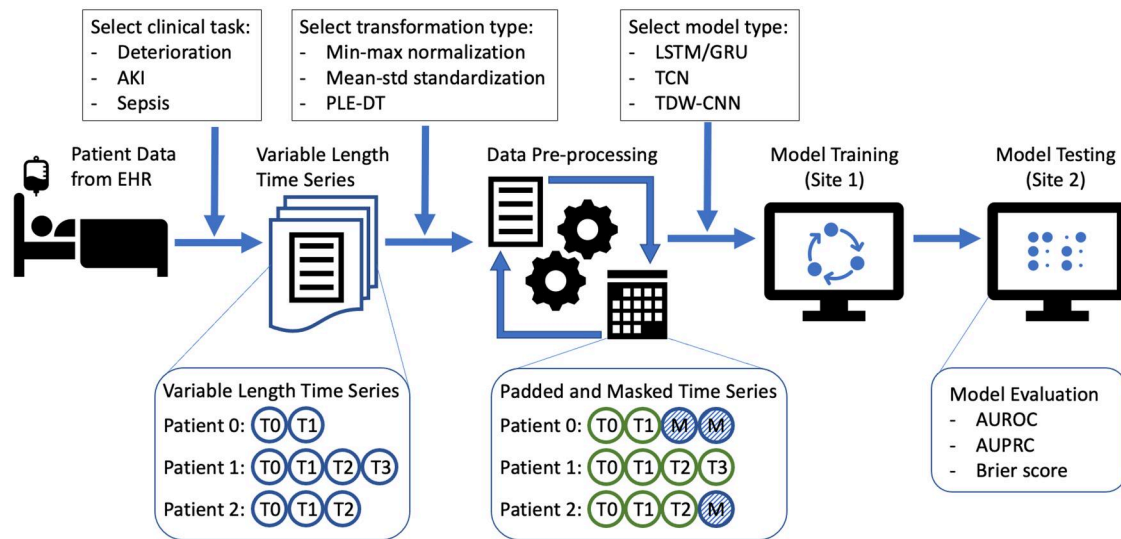 Select clinical task:
- Deterioration
- AKI
- Sepsis
Select transformation type:
- Min-max normalization
- Mean-std standardization
- PLE-DT
Select model type:
- LSTM/GRU
- TCN
- TDW-CNN
Patient Data
from EHR
Variable Length
Time Series
Data Pre-processing
Model Training
(Site 1)
Model Testing
(Site 2)
Variable Length Time Series
Patient 0: T0 T1
Patient 1: T0 T1 T2 T3
Patient 2: T0 T1 T2
Padded and Masked Time Series
Patient 0: T0 T1 M M
Patient 1: T0 T1 T2 T3
Patient 2: T0 T1 T2 M
Model Evaluation
- AUROC
- AUPRC
- Brier score